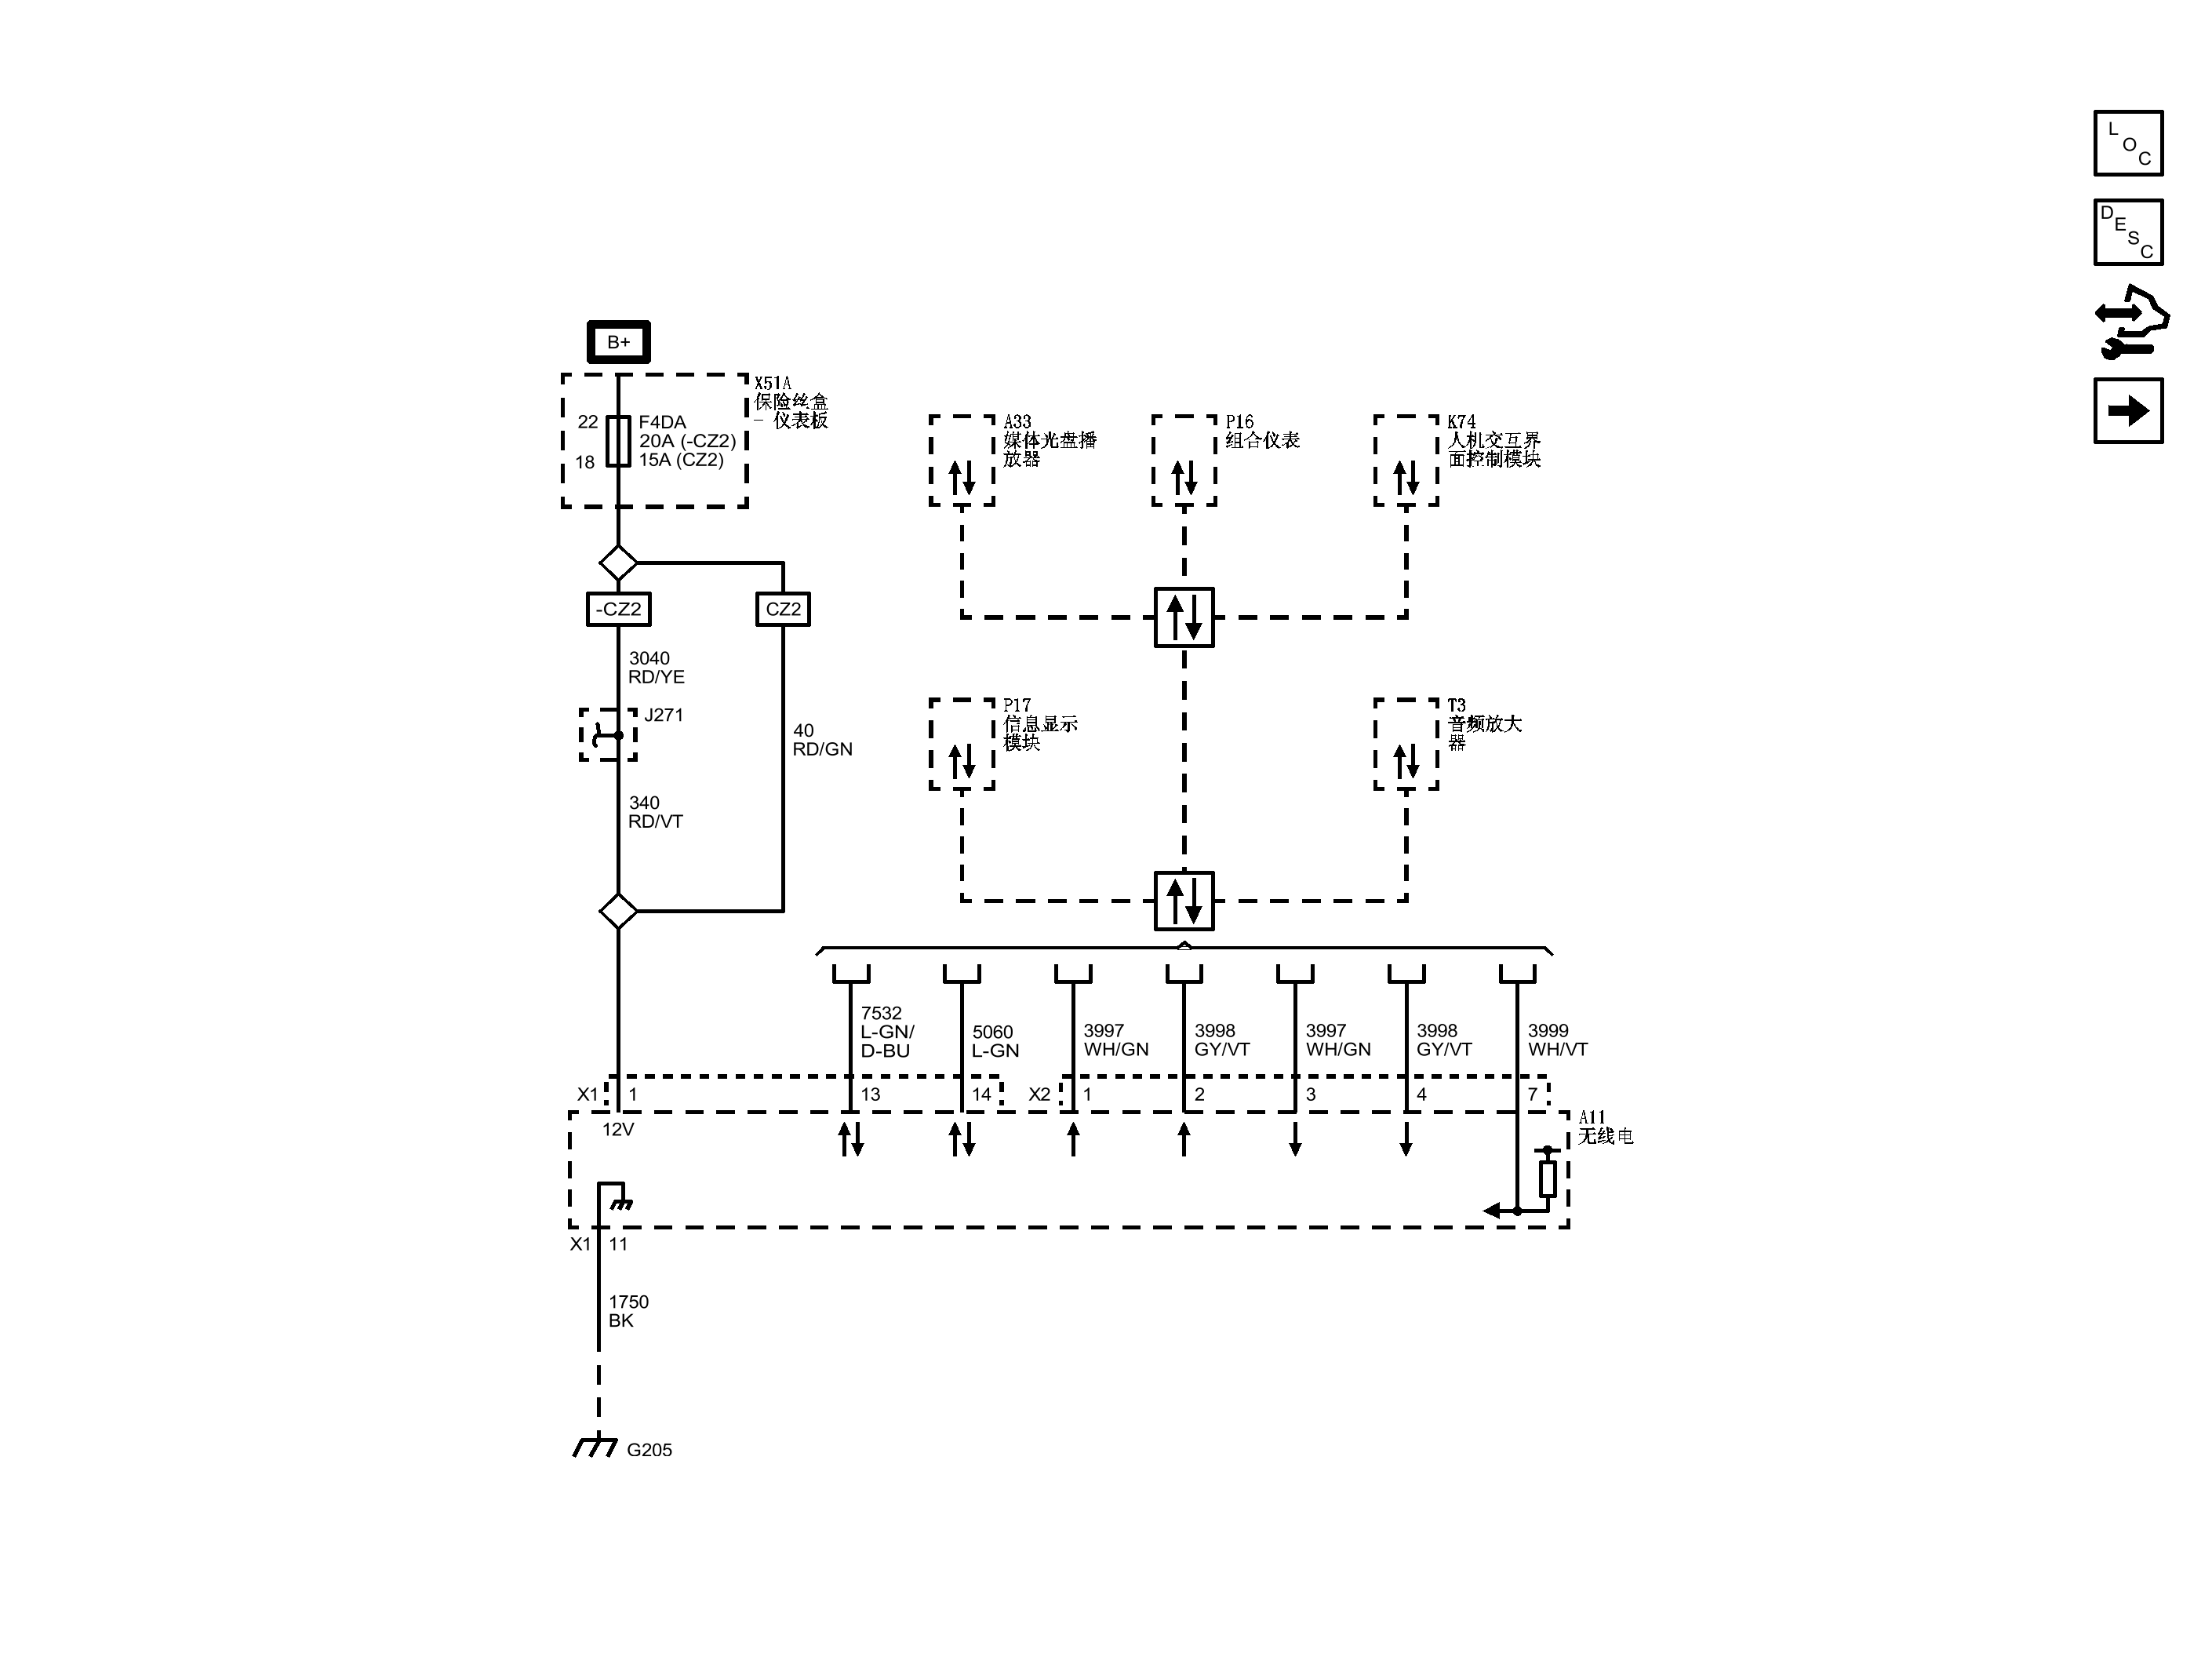 L
O
C
D
E
S
C
B+
X51A
保险丝盒
- 仪表板
22
18
F4DA
20A (-CZ2)
15A (CZ2)
A33
媒体光盘播
放器
P16
组合仪表
K74
人机交互界
面控制模块
-CZ2
CZ2
3040
RD/YE
J271
40
RD/GN
340
RD/VT
P17
信息显示
模块
T3
音频放大
器
7532
L-GN/
D-BU
5060
L-GN
3997
WH/GN
3998
GY/VT
3997
WH/GN
3998
GY/VT
3999
WH/VT
X1
1
13
14
X2
1
2
3
4
7
12V
A11
无线电
X1
11
1750
BK
G205